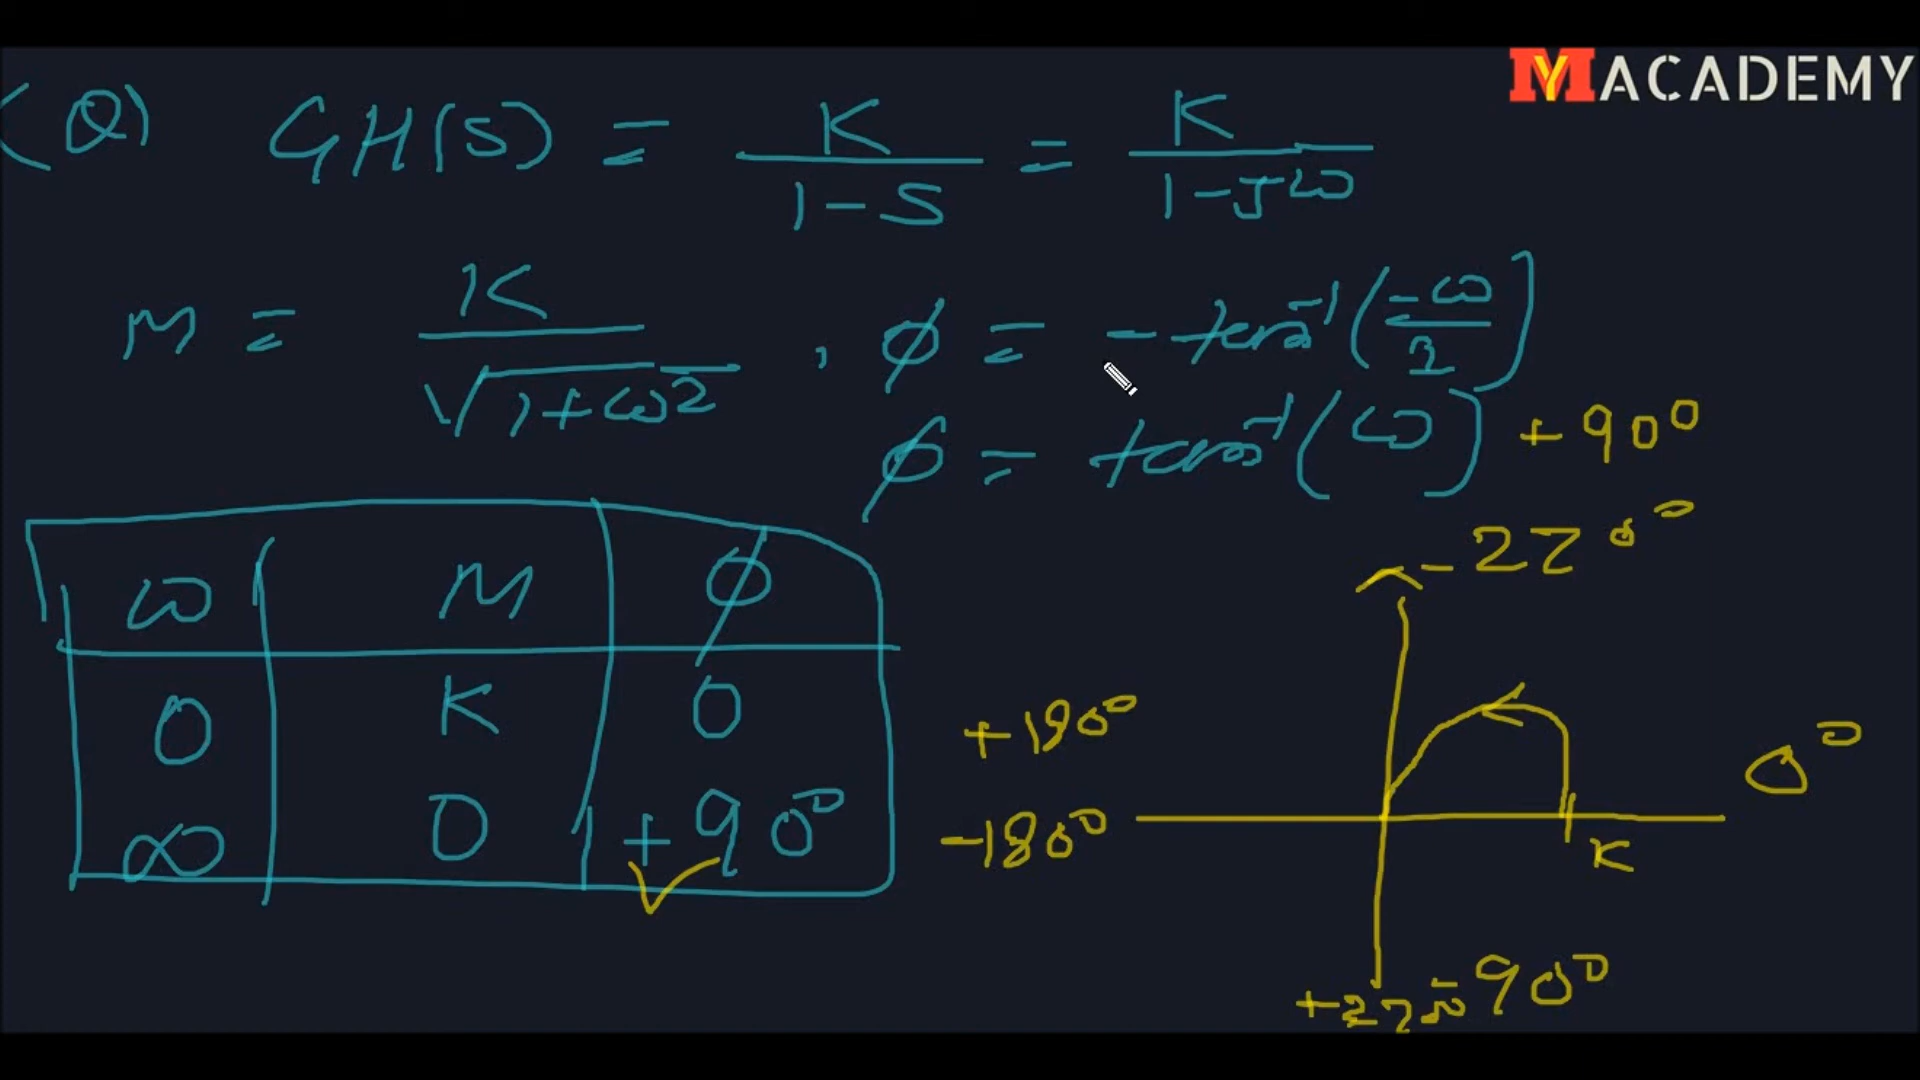 MACADEMY
(Q) GH(S) = K / 1-S = K / 1-Jω
M = K / √1+ω², φ = -tan⁻¹(-ω/1)
φ = tan⁻¹(ω)
ω M φ
0 K 0
∞ 0 +90°
+90°
-270°
+180°
-180°
0°
K
+270
-90°